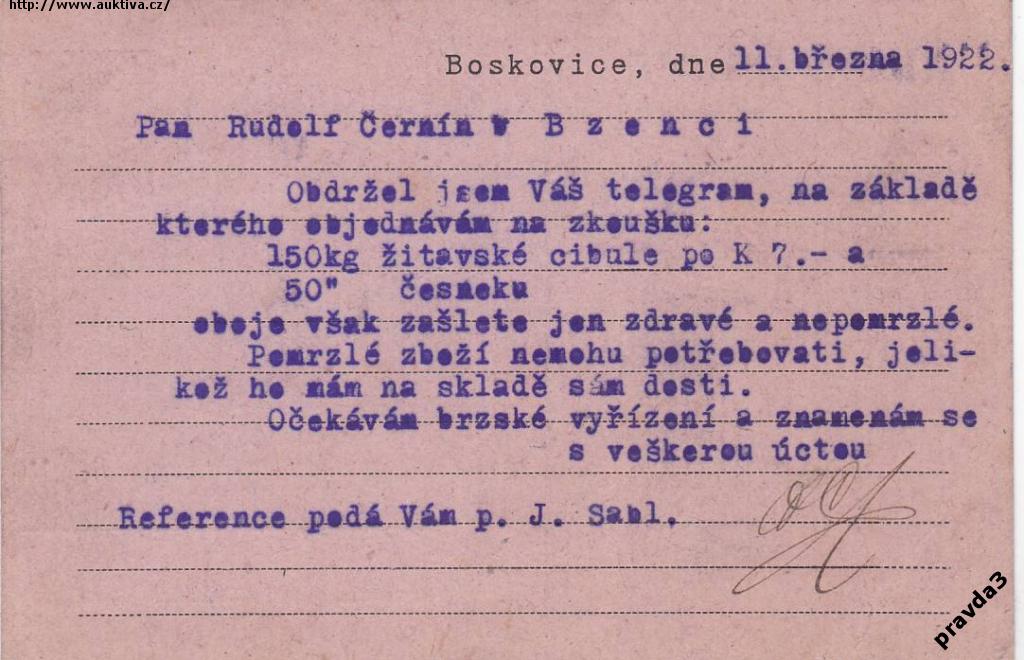 http://www.auktiva.cz/
Boskovice, dne 11. března 1922.
Pan Rudolf Černín v Bzenci
Obdržel jsem Váš telegram, na základě
kterého objednávám na zkoušku:
150kg žitavské cibule po K 7.- a
50" česneku
oboje však zašlete jen zdravé a nepomrzlé.
Pomrzlé zboží nemohu potřebovati, jeli-
kož ho mám na skladě sám dosti.
Očekávám brzské vyřízení a znamenám se
s veškerou úctou
Reference podá Vám p. J. Sabl.
pravda3